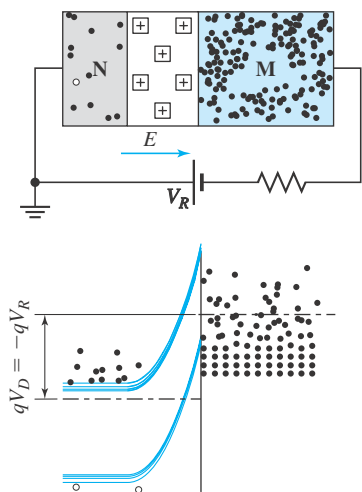 N
M
+ +
+ +
+ +
E
V_R
qV_D = −qV_R